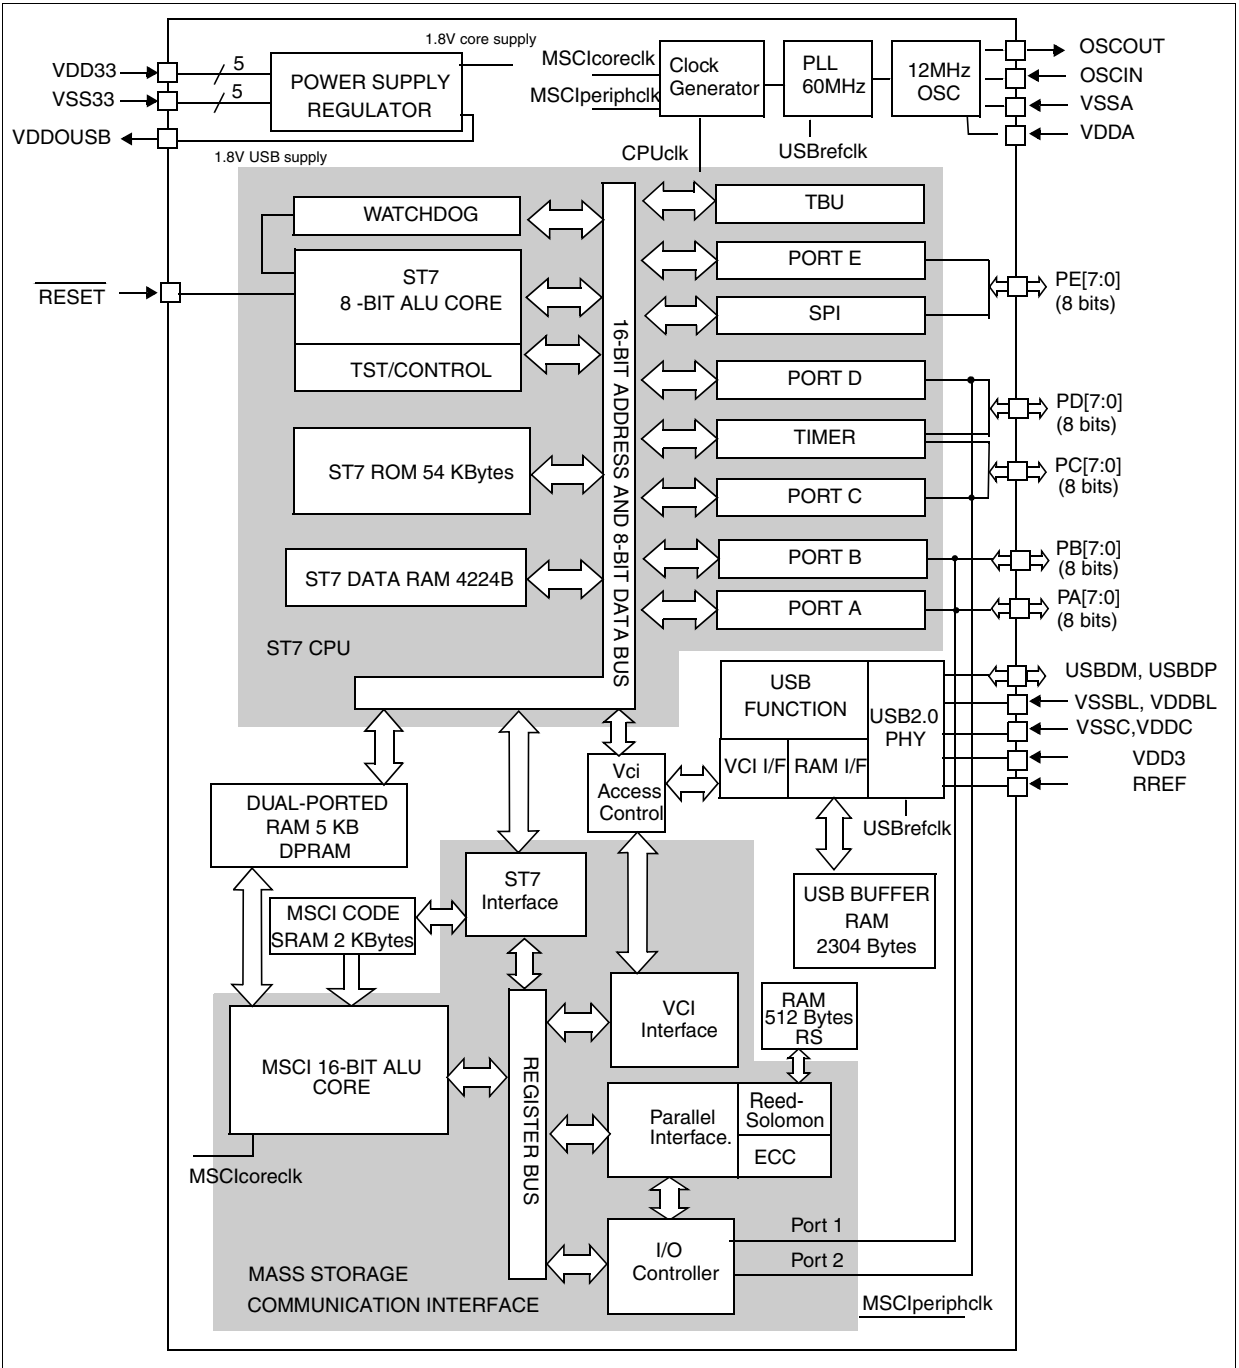 1.8V core supply
VDD33
5
VSS33
5
VDDOUSB
POWER SUPPLY
REGULATOR
1.8V USB supply
MSCIcoreclk
MSCIperiphclk
Clock
Generator
PLL
60MHz
12MHz
OSC
OSCOUT
OSCIN
VSSA
VDDA
CPUclk
USBrefclk
WATCHDOG
ST7
8 -BIT ALU CORE
TST/CONTROL
RESET
ST7 ROM 54 KBytes
ST7 DATA RAM 4224B
ST7 CPU
16-BIT ADDRESS AND 8-BIT DATA BUS
TBU
PORT E
SPI
PORT D
TIMER
PORT C
PORT B
PORT A
PE[7:0]
(8 bits)
PD[7:0]
(8 bits)
PC[7:0]
(8 bits)
PB[7:0]
(8 bits)
PA[7:0]
(8 bits)
USB
FUNCTION
VCI I/F
RAM I/F
USB2.0
PHY
USBDM, USBDP
VSSBL, VDDBL
VSSC,VDDC
VDD3
RREF
USBrefclk
Vci
Access
Control
DUAL-PORTED
RAM 5 KB
DPRAM
ST7
Interface
MSCI CODE
SRAM 2 KBytes
USB BUFFER
RAM
2304 Bytes
VCI
Interface
RAM
512 Bytes
RS
MSCI 16-BIT ALU
CORE
MSCIcoreclk
REGISTER BUS
Parallel
Interface.
Reed-
Solomon
ECC
I/O
Controller
Port 1
Port 2
MASS STORAGE
COMMUNICATION INTERFACE
MSCIperiphclk